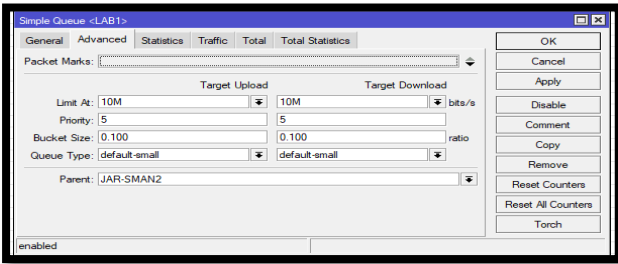 Simple Queue <LAB1>
General Advanced Statistics Traffic Total Total Statistics
Packet Marks:
Target Upload Target Download
Limit At: 10M 10M bits/s
Priority: 5 5
Bucket Size: 0.100 0.100 ratio
Queue Type: default-small default-small
Parent: JAR-SMAN2
OK
Cancel
Apply
Disable
Comment
Copy
Remove
Reset Counters
Reset All Counters
Torch
enabled